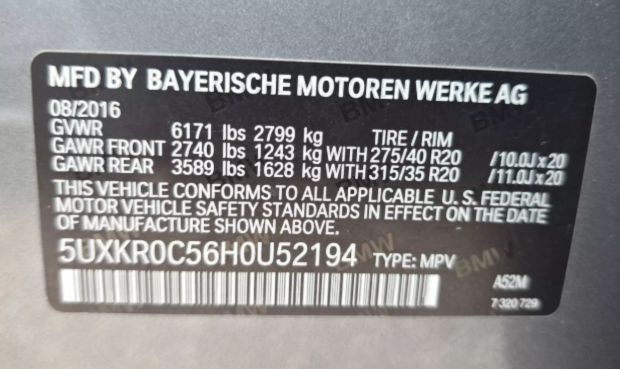 MFD BY BAYERISCHE MOTOREN WERKE AG
08/2016
GVWR 6171 lbs 2799 kg TIRE / RIM
GAWR FRONT 2740 lbs 1243 kg WITH 275/40 R20 /10.0J x 20
GAWR REAR 3589 lbs 1628 kg WITH 315/35 R20 /11.0J x 20
THIS VEHICLE CONFORMS TO ALL APPLICABLE U.S. FEDERAL
MOTOR VEHICLE SAFETY STANDARDS IN EFFECT ON THE DATE
OF MANUFACTURE SHOWN ABOVE.
5UXKR0C56H0U52194 TYPE: MPV
A52M
7 320 729
BMW